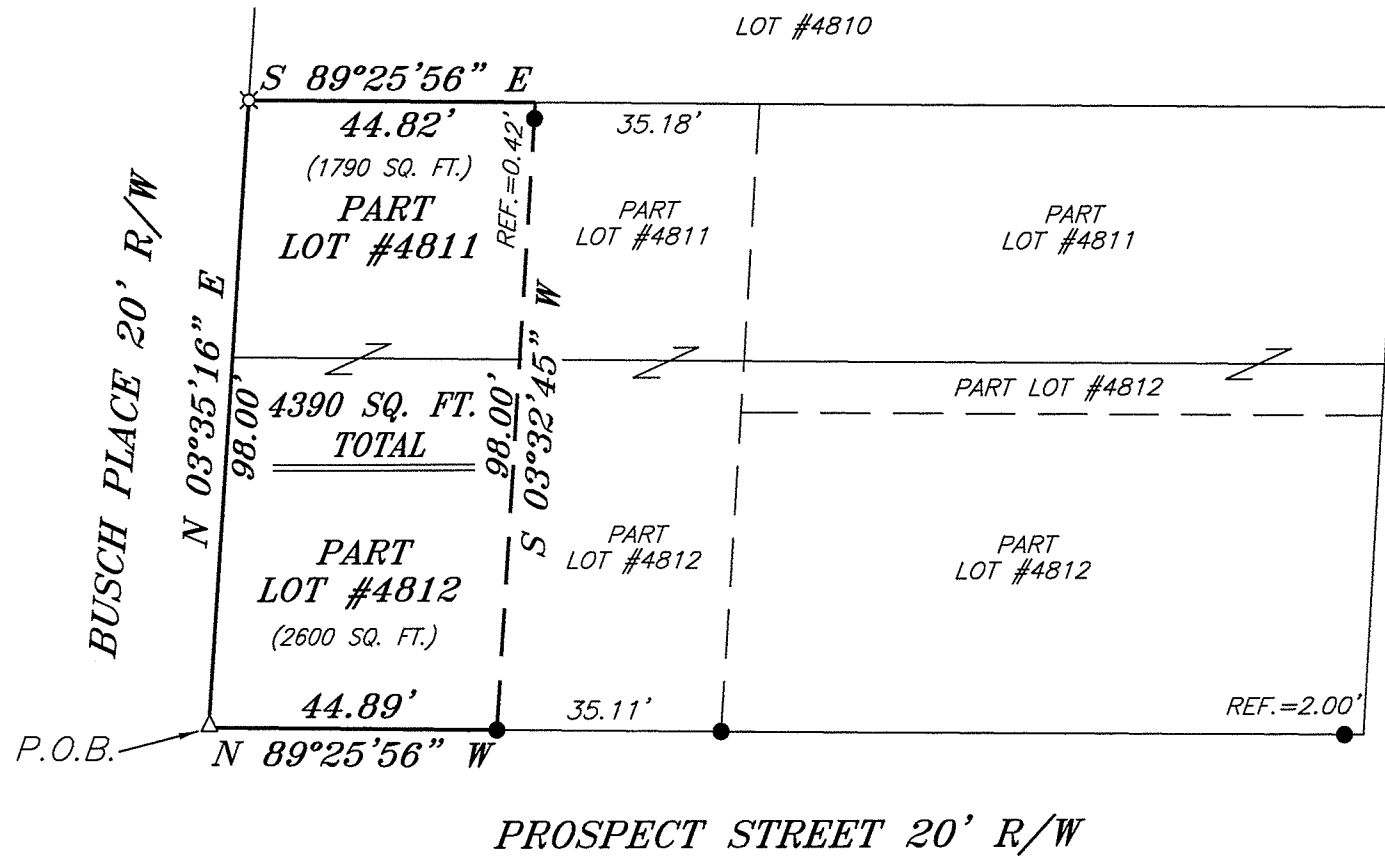 LOT #4810
S 89°25'56" E
44.82'
(1790 SQ. FT.)
PART
LOT #4811
REF.=0.42'
35.18'
PART
LOT #4811
PART
LOT #4811
BUSCH PLACE 20' R/W
N 03°35'16" E
98.00'
4390 SQ. FT.
TOTAL
98.00'
S 03°32'45" W
PART LOT #4812
PART
LOT #4812
(2600 SQ. FT.)
PART
LOT #4812
PART
LOT #4812
44.89'
35.11'
REF.=2.00'
P.O.B.
N 89°25'56" W
PROSPECT STREET 20' R/W